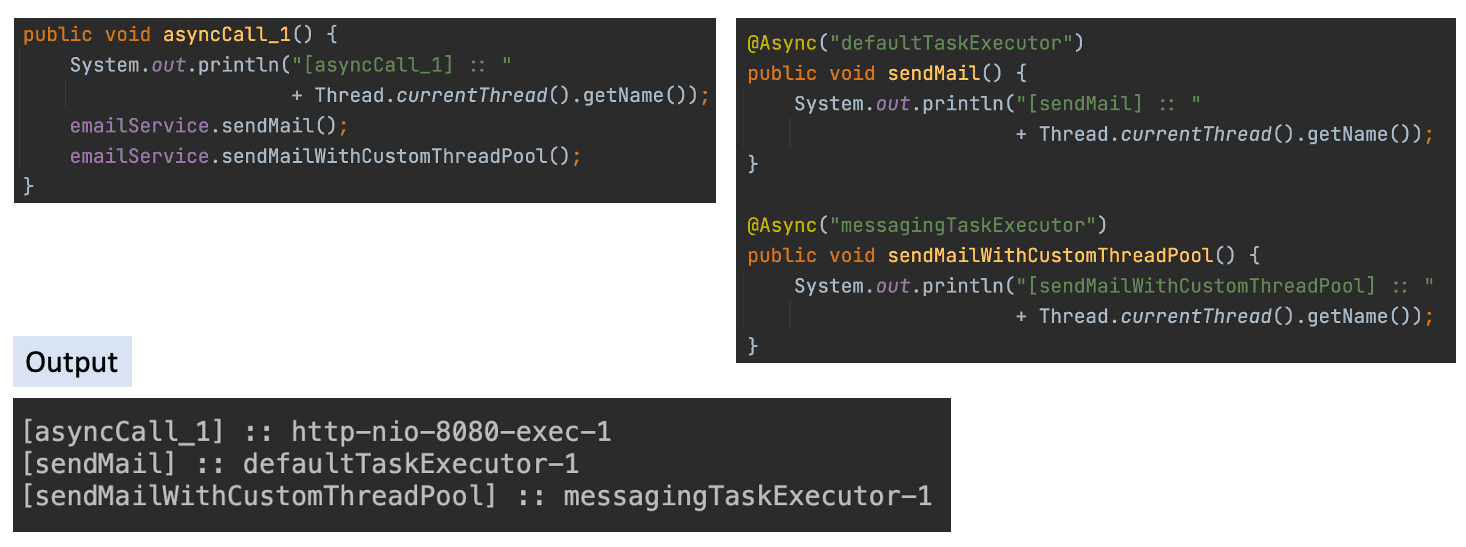 public void asyncCall_1() {
    System.out.println("[asyncCall_1] :: "
                       + Thread.currentThread().getName());
    emailService.sendMail();
    emailService.sendMailWithCustomThreadPool();
}
@Async("defaultTaskExecutor")
public void sendMail() {
    System.out.println("[sendMail] :: "
                       + Thread.currentThread().getName());
}
@Async("messagingTaskExecutor")
public void sendMailWithCustomThreadPool() {
    System.out.println("[sendMailWithCustomThreadPool] :: "
                       + Thread.currentThread().getName());
}
Output
[asyncCall_1] :: http-nio-8080-exec-1
[sendMail] :: defaultTaskExecutor-1
[sendMailWithCustomThreadPool] :: messagingTaskExecutor-1